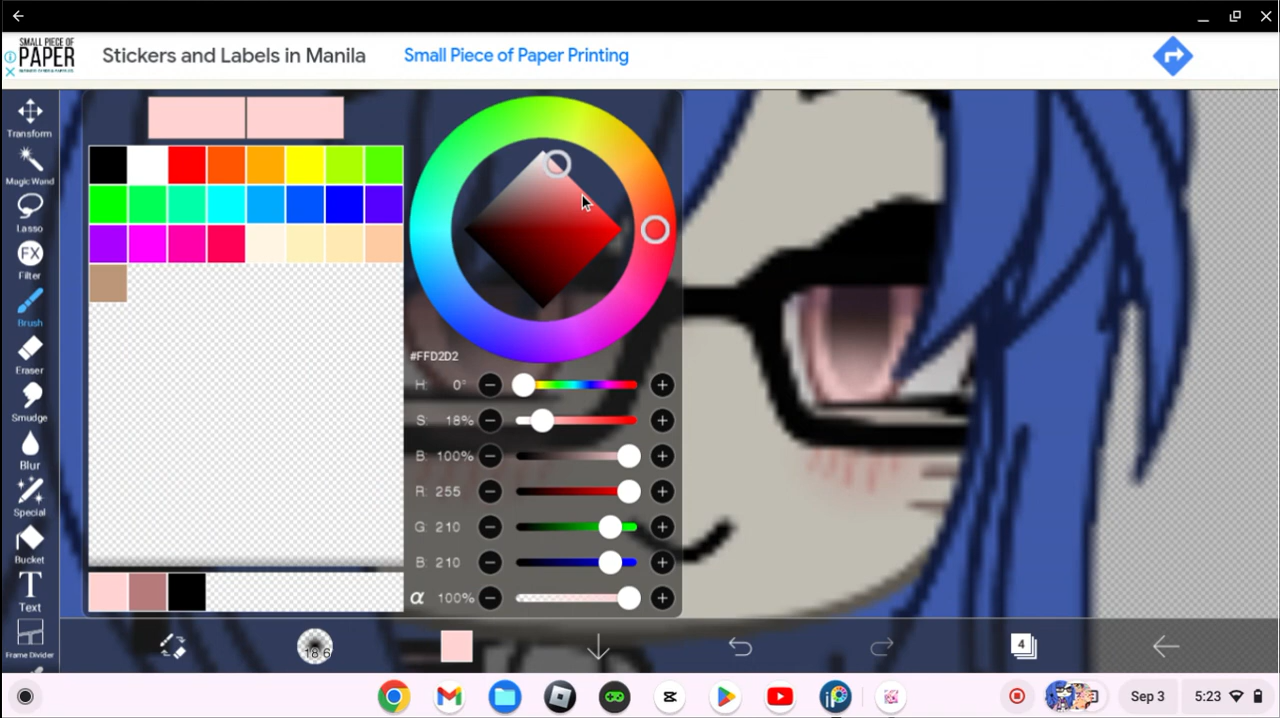 SMALL PIECE OF
PAPER
Stickers and Labels in Manila
Small Piece of Paper Printing
Transform
Magic Wand
Lasso
FX
Filter
Brush
Eraser
Smudge
Blur
Special
Bucket
T
Text
Frame Divider
#FFD2D2
H: 0°
S: 18%
B: 100%
R: 255
G: 210
B: 210
α 100%
18.6
4
Sep 3
5:23